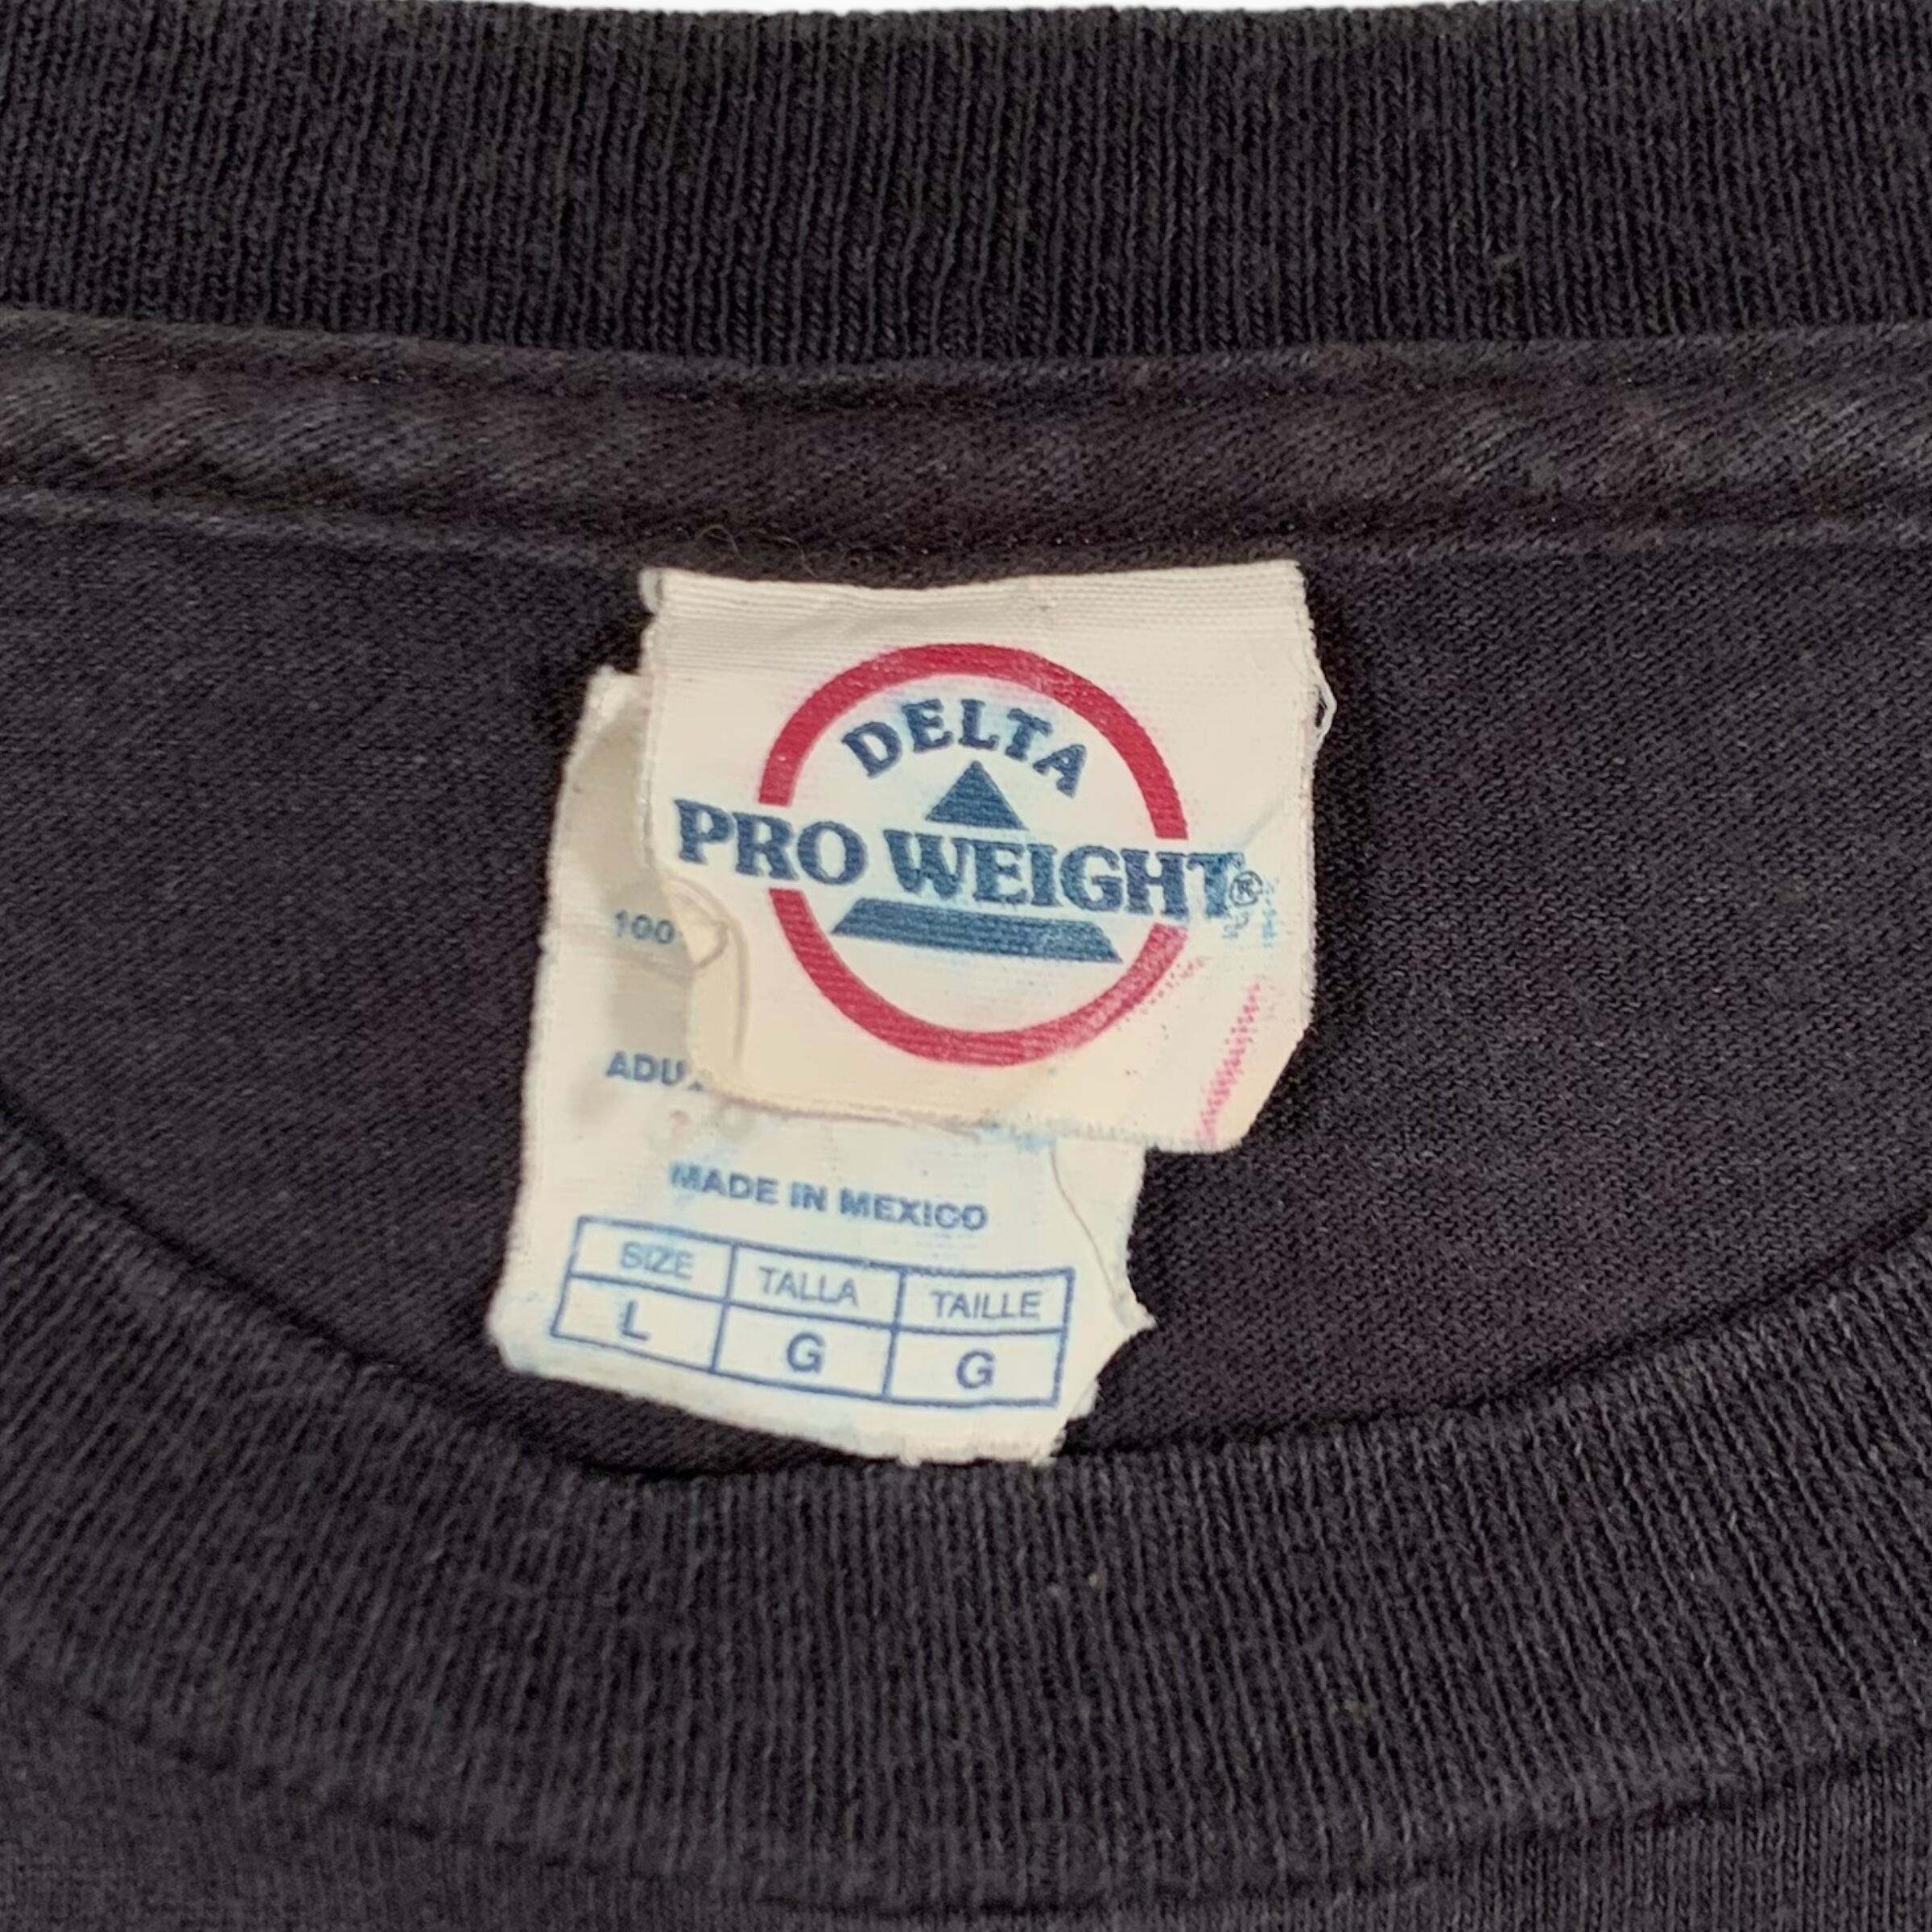 DELTA
PRO WEIGHT®
100
ADU
MADE IN MEXICO
SIZE TALLA TAILLE
L G G